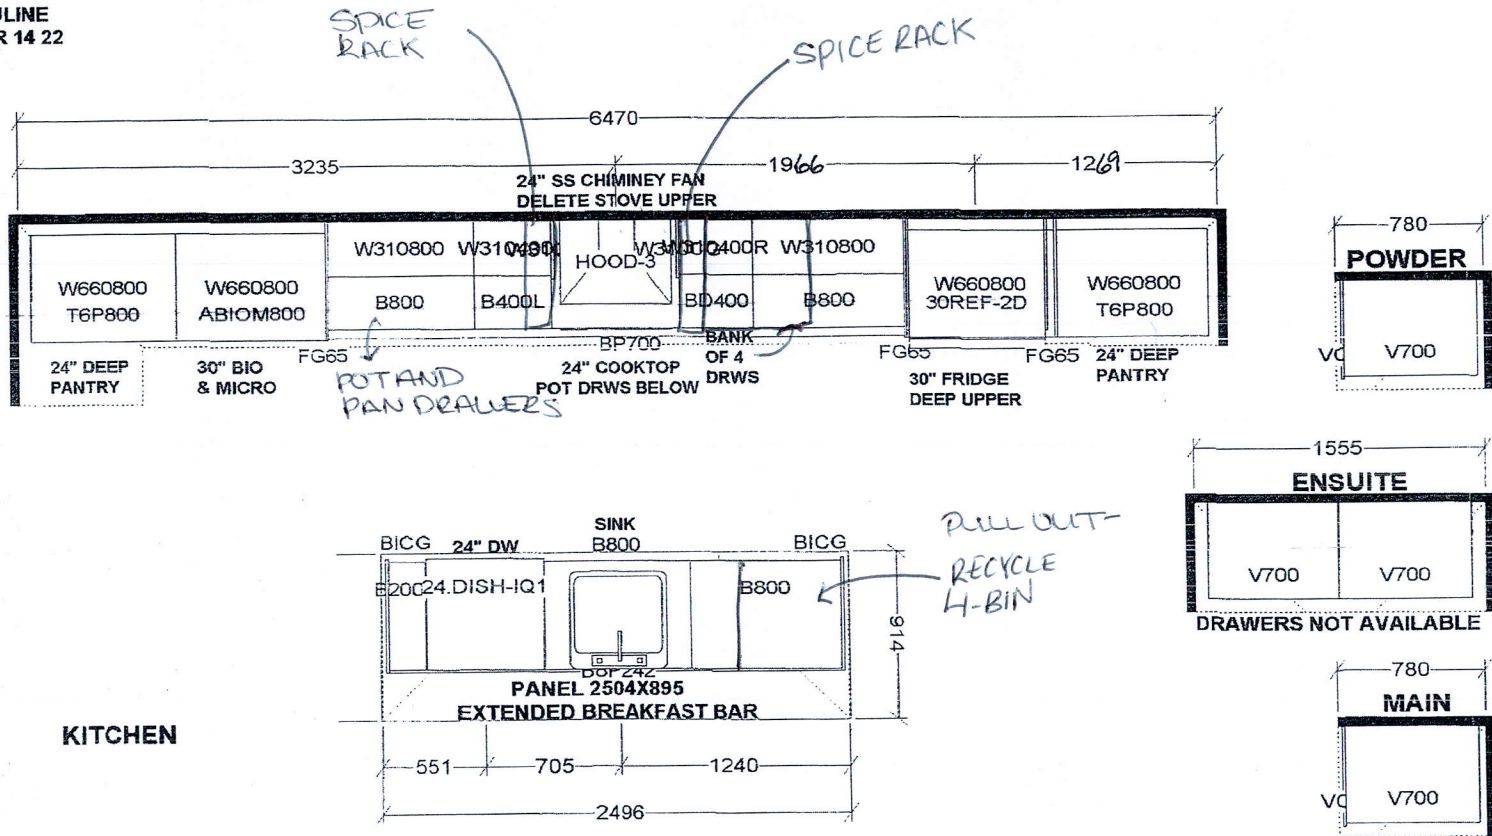 R 14 22
SPICE
RACK
SPICE RACK
6470
3235
1966
1269
24" SS CHIMINEY FAN
DELETE STOVE UPPER
W310800
HOOD-3
W310400R
W310800
W660800
T6P800
W660800
ABIOM800
B800
B400L
BD400
B800
W660800
30REF-2D
W660800
T6P800
FG65
BP700
BANK
OF 4
DRWS
FG65
FG65
24" DEEP
PANTRY
30" BIO
& MICRO
POT AND
PAN DRAWERS
24" COOKTOP
POT DRWS BELOW
30" FRIDGE
DEEP UPPER
24" DEEP
PANTRY
780
POWDER
V700
1555
ENSUITE
V700
V700
DRAWERS NOT AVAILABLE
SINK
BICG
24" DW
B800
BICG
24.DISH-IQ1
B800
PULL OUT-
RECYCLE
4-BIN
914
PANEL 2504X895
EXTENDED BREAKFAST BAR
KITCHEN
551
705
1240
2496
780
MAIN
V700